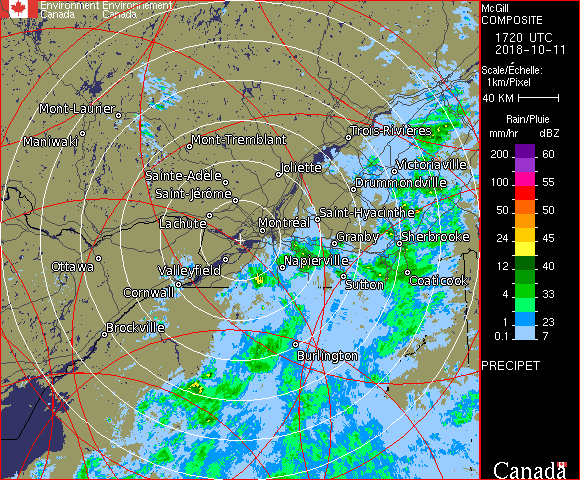 Environment Environnement
Canada Canada
McGill
COMPOSITE
1720 UTC
2018-10-11
Scale/Échelle:
1km/Pixel
40 KM
Rain/Pluie
mm/hr dBZ
200 60
100 55
50 50
24 45
12 40
4 33
1 23
0.1 7
PRECIPET
Canada
Mont-Laurier
Maniwaki
Mont-Tremblant
Trois-Rivières
Joliette
Victoriaville
Sainte-Adèle
Drummondville
Saint-Jérôme
Lachute
Saint-Hyacinthe
Montréal
Granby
Sherbrooke
Ottawa
Valleyfield
Napierville
Cornwall
Sutton
Coaticook
Brockville
Burlington